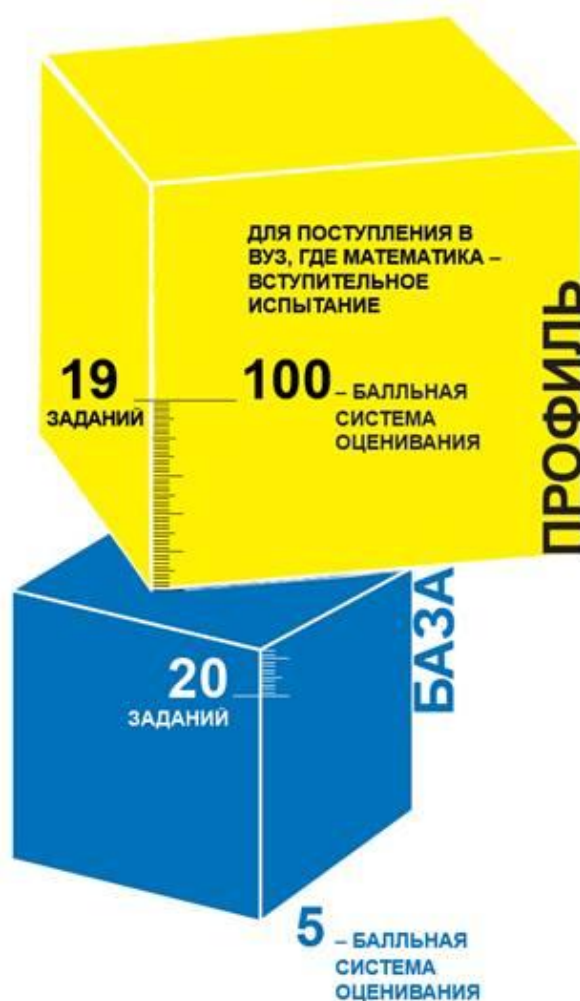 ДЛЯ ПОСТУПЛЕНИЯ В
ВУЗ, ГДЕ МАТЕМАТИКА –
ВСТУПИТЕЛЬНОЕ
ИСПЫТАНИЕ
19
ЗАДАНИЙ
100 – БАЛЛЬНАЯ
СИСТЕМА
ОЦЕНИВАНИЯ
ПРОФИЛЬ
20
ЗАДАНИЙ
БАЗА
5 – БАЛЛЬНАЯ
СИСТЕМА
ОЦЕНИВАНИЯ